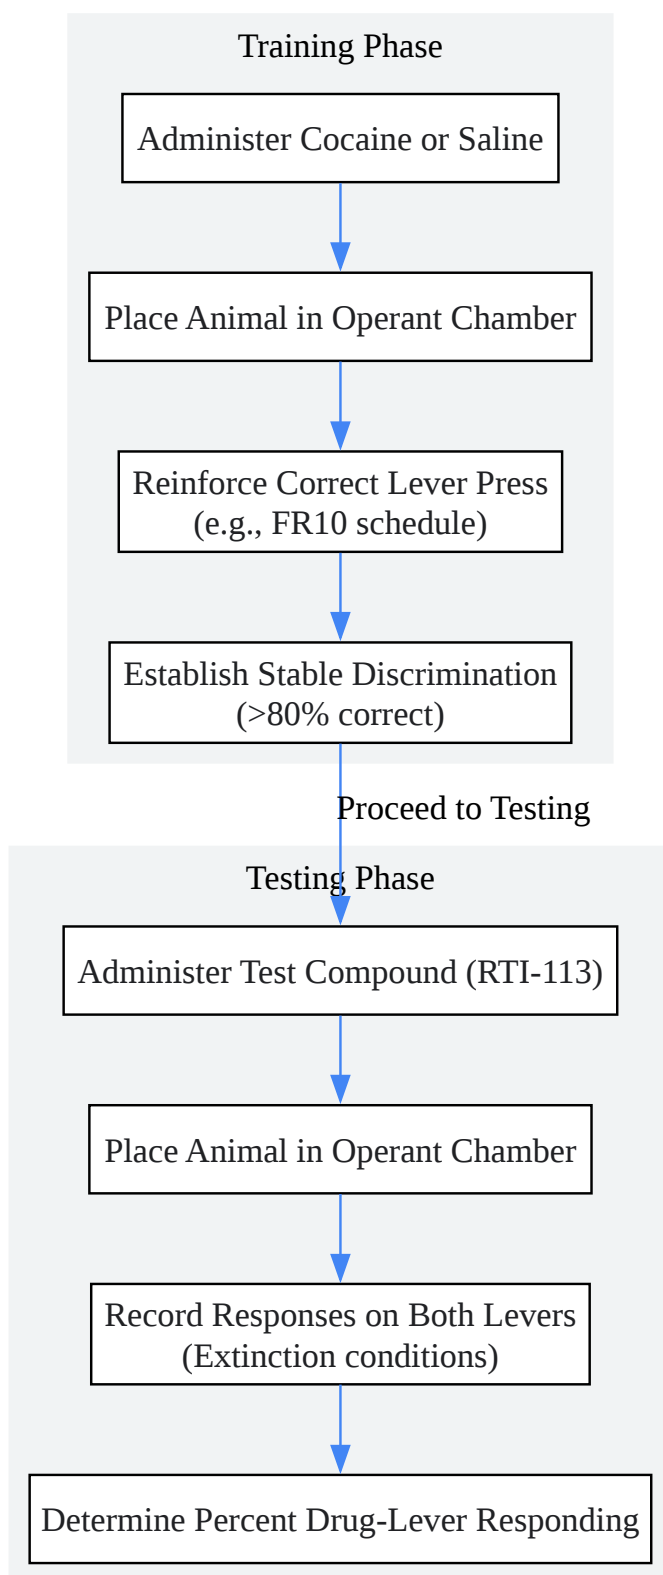 Training Phase
Administer Cocaine or Saline
Place Animal in Operant Chamber
Reinforce Correct Lever Press
(e.g., FR10 schedule)
Establish Stable Discrimination
(>80% correct)
Proceed to Testing
Testing Phase
Administer Test Compound (RTI-113)
Place Animal in Operant Chamber
Record Responses on Both Levers
(Extinction conditions)
Determine Percent Drug-Lever Responding